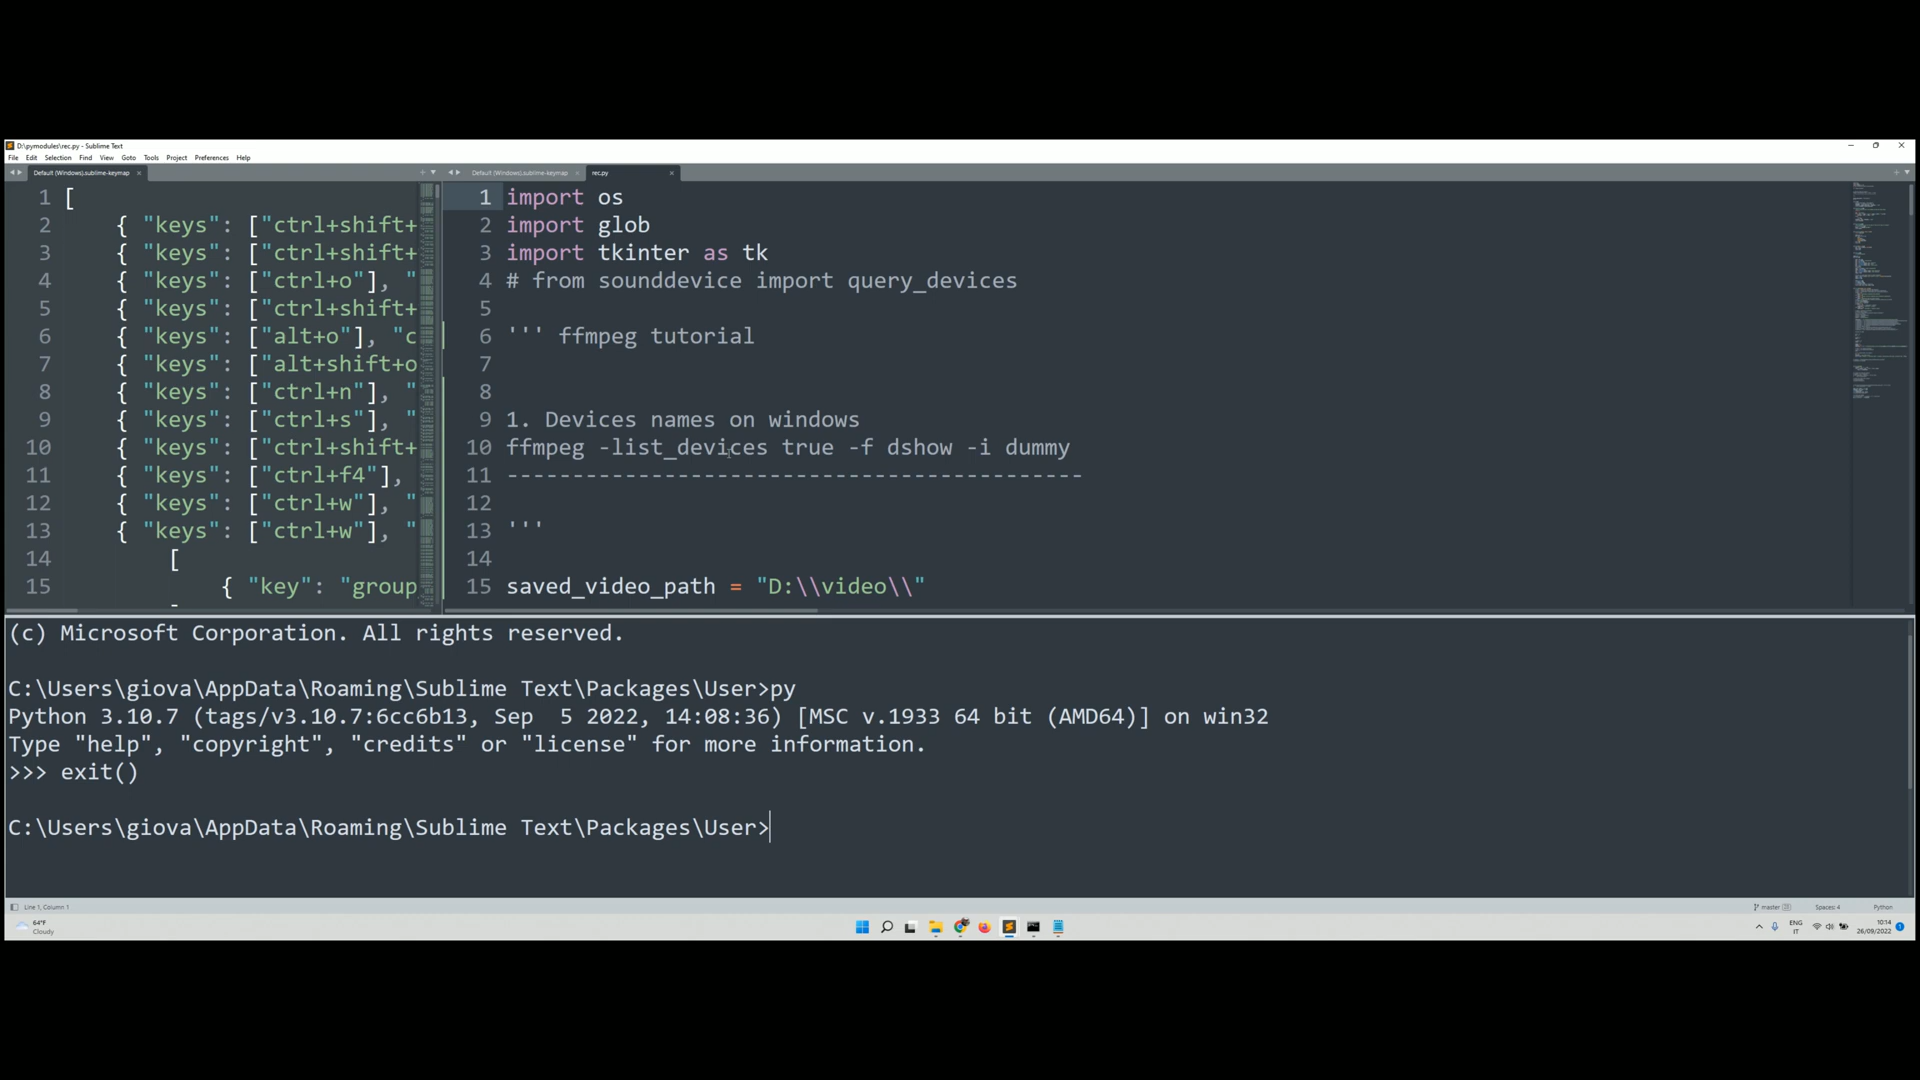 D:\pymodules\rec.py - Sublime Text
File Edit Selection Find View Goto Tools Project Preferences Help
Default (Windows).sublime-keymap
1 [
2 { "keys": ["ctrl+shift+
3 { "keys": ["ctrl+shift+
4 { "keys": ["ctrl+o"], "
5 { "keys": ["ctrl+shift+
6 { "keys": ["alt+o"], "c
7 { "keys": ["alt+shift+o
8 { "keys": ["ctrl+n"], "
9 { "keys": ["ctrl+s"], "
10 { "keys": ["ctrl+shift+
11 { "keys": ["ctrl+f4"],
12 { "keys": ["ctrl+w"], "
13 { "keys": ["ctrl+w"], "
14 [
15 { "key": "group
Default (Windows).sublime-keymap rec.py
1 import os
2 import glob
3 import tkinter as tk
4 # from sounddevice import query_devices
5
6 ''' ffmpeg tutorial
7
8
9 1. Devices names on windows
10 ffmpeg -list_devices true -f dshow -i dummy
11 --------------------------------------------
12
13 '''
14
15 saved_video_path = "D:\\video\\"
(c) Microsoft Corporation. All rights reserved.
C:\Users\giova\AppData\Roaming\Sublime Text\Packages\User>py
Python 3.10.7 (tags/v3.10.7:6cc6b13, Sep  5 2022, 14:08:36) [MSC v.1933 64 bit (AMD64)] on win32
Type "help", "copyright", "credits" or "license" for more information.
>>> exit()
C:\Users\giova\AppData\Roaming\Sublime Text\Packages\User>
Line 1, Column 1
master
Spaces: 4
Python
64°F
Cloudy
ENG
IT
10:14
26/09/2022
1